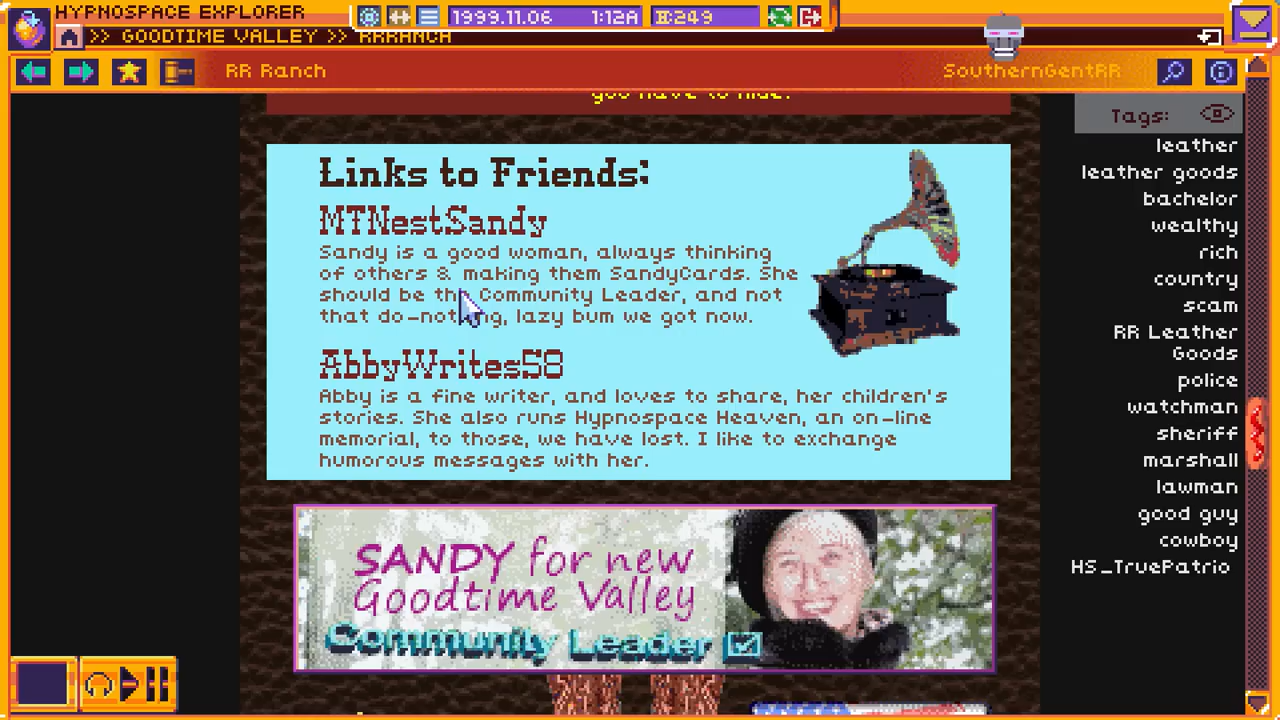 HYPNOSPACE EXPLORER
1999.11.06 1:12A
249
>> GOODTIME VALLEY >> RRRANCH
RR Ranch
SouthernGentRR
you have to hide.
Tags:
leather
leather goods
bachelor
wealthy
rich
country
scam
RR Leather
Goods
police
watchman
sheriff
marshall
lawman
good guy
cowboy
HS_TruePatrio
Links to Friends:
MTNestSandy
Sandy is a good woman, always thinking
of others & making them SandyCards. She
should be the Community Leader, and not
that do-nothing, lazy bum we got now.
AbbyWrites58
Abby is a fine writer, and loves to share, her children's
stories. She also runs Hypnospace Heaven, an on-line
memorial, to those, we have lost. I like to exchange
humorous messages with her.
SANDY for new
Goodtime Valley
Community Leader